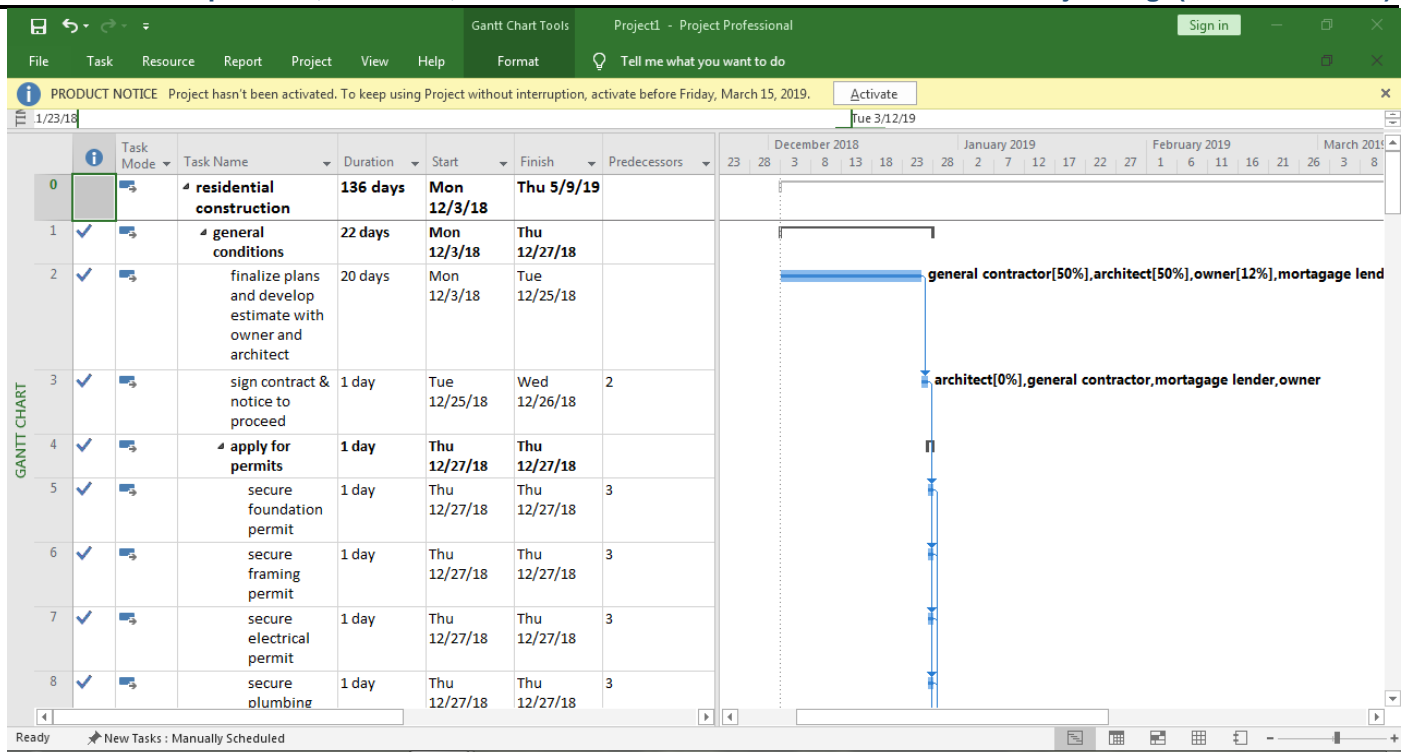 Gantt Chart Tools
Project1 - Project Professional
Sign in
File Task Resource Report Project View Help Format Tell me what you want to do
PRODUCT NOTICE Project hasn't been activated. To keep using Project without interruption, activate before Friday, March 15, 2019. Activate
1/23/18 Tue 3/12/19
Task Mode Task Name Duration Start Finish Predecessors
December 2018 January 2019 February 2019 March 2019
23 28 3 8 13 18 23 28 2 7 12 17 22 27 1 6 11 16 21 26 3 8
0 residential construction 136 days Mon 12/3/18 Thu 5/9/19
1 general conditions 22 days Mon 12/3/18 Thu 12/27/18
2 finalize plans and develop estimate with owner and architect 20 days Mon 12/3/18 Tue 12/25/18
general contractor[50%],architect[50%],owner[12%],mortagage lend
3 sign contract & notice to proceed 1 day Tue 12/25/18 Wed 12/26/18 2
architect[0%],general contractor,mortagage lender,owner
4 apply for permits 1 day Thu 12/27/18 Thu 12/27/18
5 secure foundation permit 1 day Thu 12/27/18 Thu 12/27/18 3
6 secure framing permit 1 day Thu 12/27/18 Thu 12/27/18 3
7 secure electrical permit 1 day Thu 12/27/18 Thu 12/27/18 3
8 secure plumbing 1 day Thu 12/27/18 Thu 12/27/18 3
GANTT CHART
Ready New Tasks : Manually Scheduled